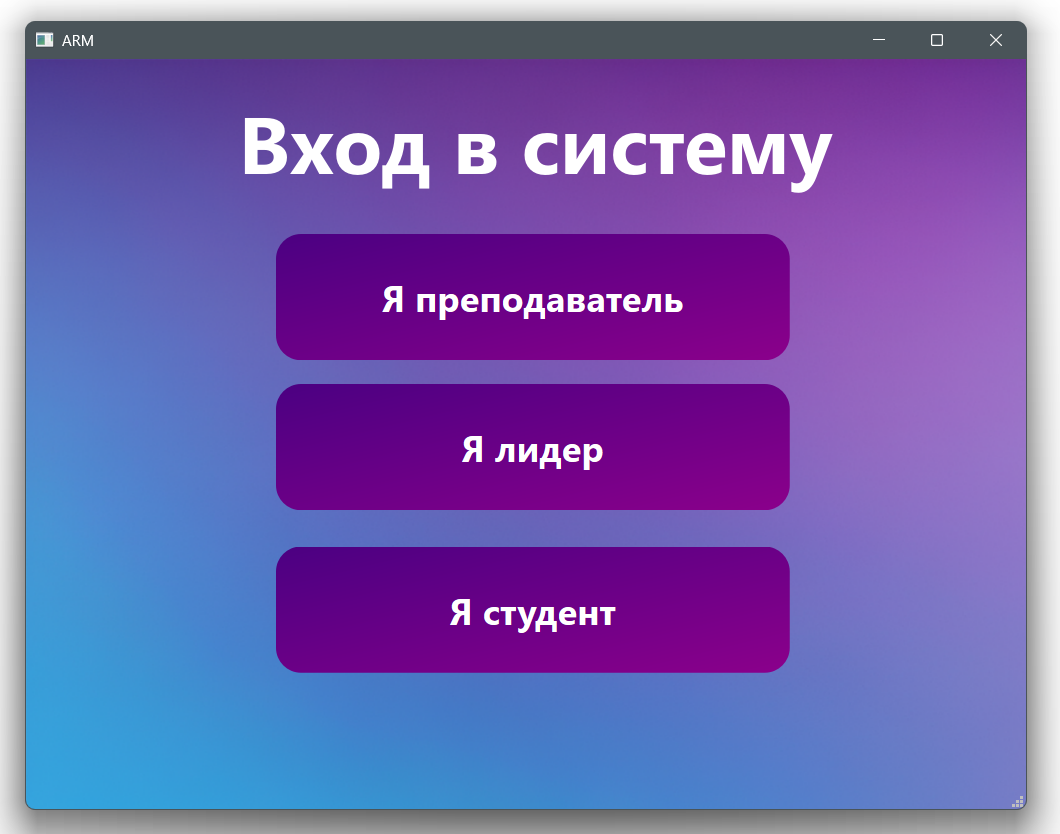 ARM
Вход в систему
Я преподаватель
Я лидер
Я студент